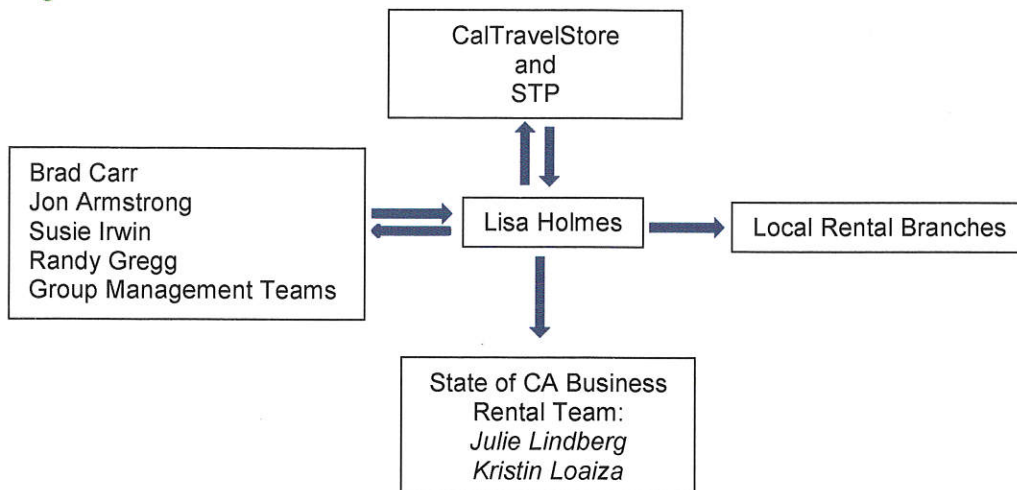 CalTravelStore
and
STP
Brad Carr
Jon Armstrong
Susie Irwin
Randy Gregg
Group Management Teams
Lisa Holmes
Local Rental Branches
State of CA Business
Rental Team:
Julie Lindberg
Kristin Loaiza